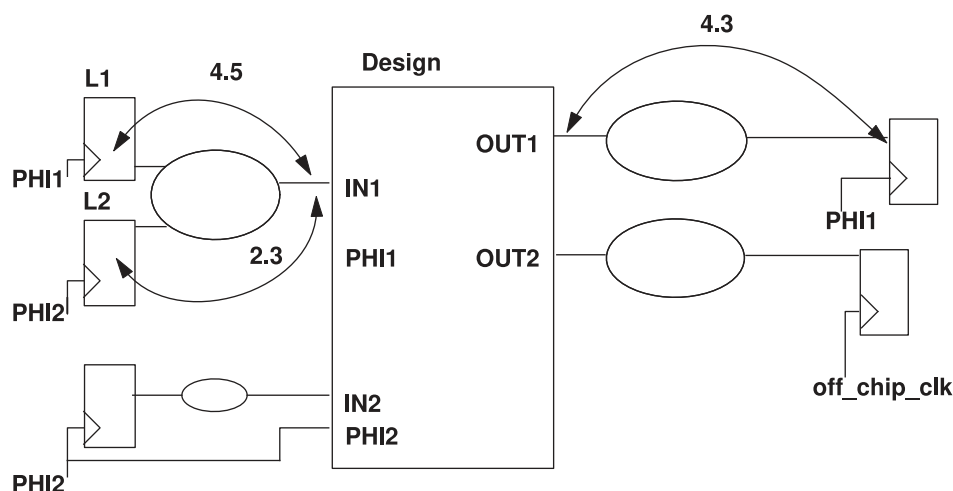 4.3
4.5
Design
L1
OUT1
PHI1
IN1
L2
PHI1
2.3
PHI1
OUT2
PHI2
off_chip_clk
IN2
PHI2
PHI2